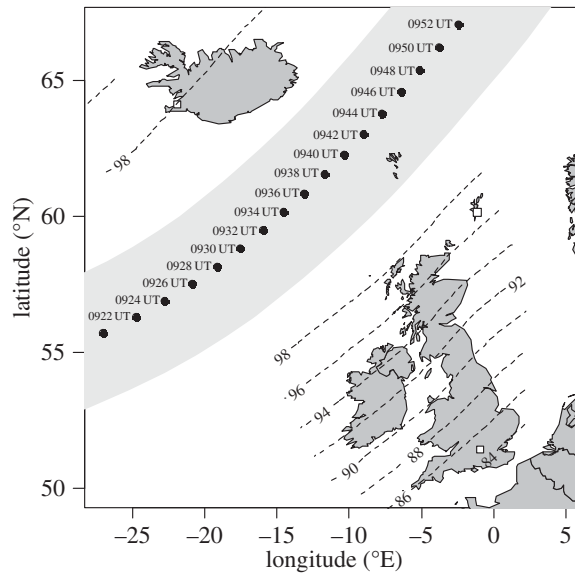 0952 UT
0950 UT
0948 UT
65
0946 UT
0944 UT
0942 UT
98
0940 UT
0938 UT
0936 UT
60
0934 UT
0932 UT
0930 UT
0928 UT
0926 UT
92
0924 UT
0922 UT
latitude (°N)
55
98
96
94
90
88
84
86
50
–25 –20 –15 –10 –5 0 5
longitude (°E)